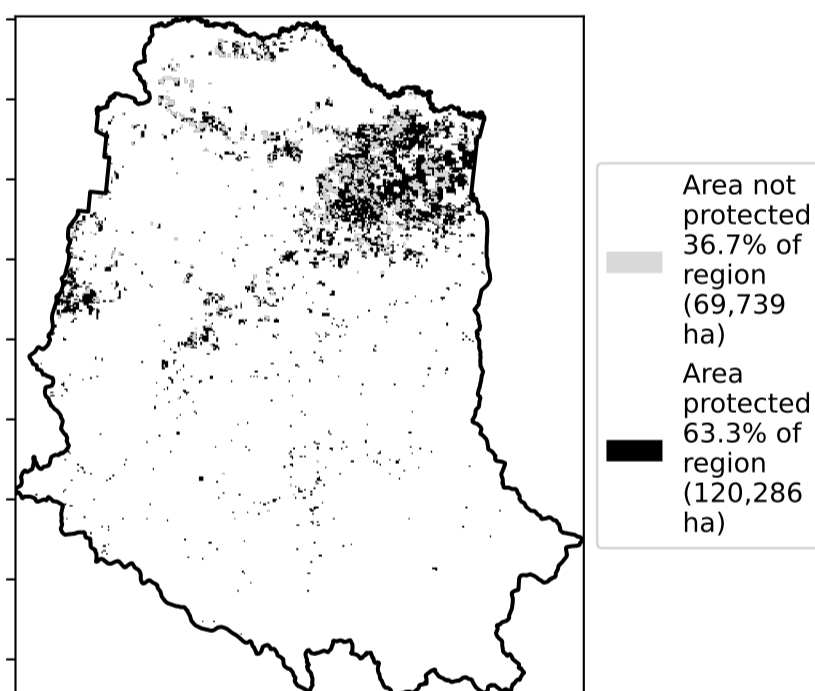 Area not
protected
36.7% of
region
(69,739
ha)
Area
protected
63.3% of
region
(120,286
ha)